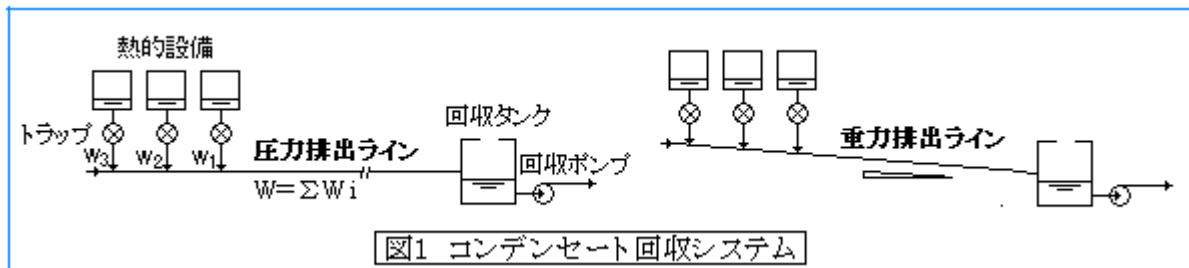 熱的設備
トラップ
W3
W2
W1
圧力排出ライン
W=ΣWi
回収タンク
回収ポンプ
重力排出ライン
図1 コンデンセート回収システム